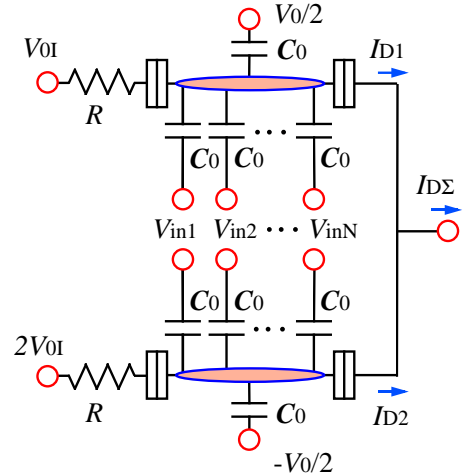 V0/2
V0I
C0
ID1
R
C0 C0 C0
IDΣ
Vin1 Vin2 ··· VinN
C0 C0 C0
2V0I
R
C0
ID2
-V0/2